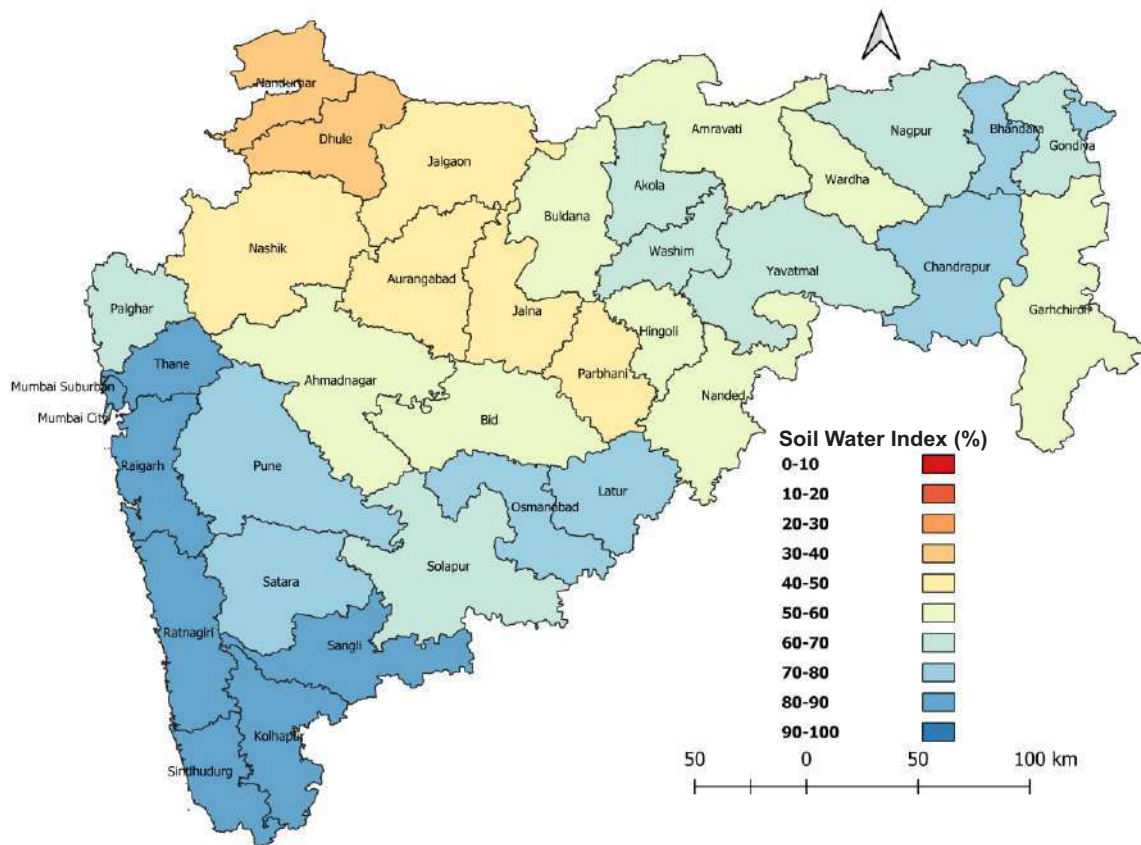 Nandurbar
Dhule
Jalgaon
Amravati
Nagpur
Bhandara
Gondiya
Akola
Wardha
Buldana
Nashik
Washim
Aurangabad
Yavatmal
Chandrapur
Palghar
Jalna
Garhchiroli
Hingoli
Thane
Parbhani
Ahmadnagar
Mumbai Suburban
Nanded
Mumbai City
Bid
Raigarh
Pune
Latur
Osmanabad
Satara
Solapur
Ratnagiri
Sangli
Kolhapur
Sindhudurg
Soil Water Index (%)
0-10
10-20
20-30
30-40
40-50
50-60
60-70
70-80
80-90
90-100
50 0 50 100 km